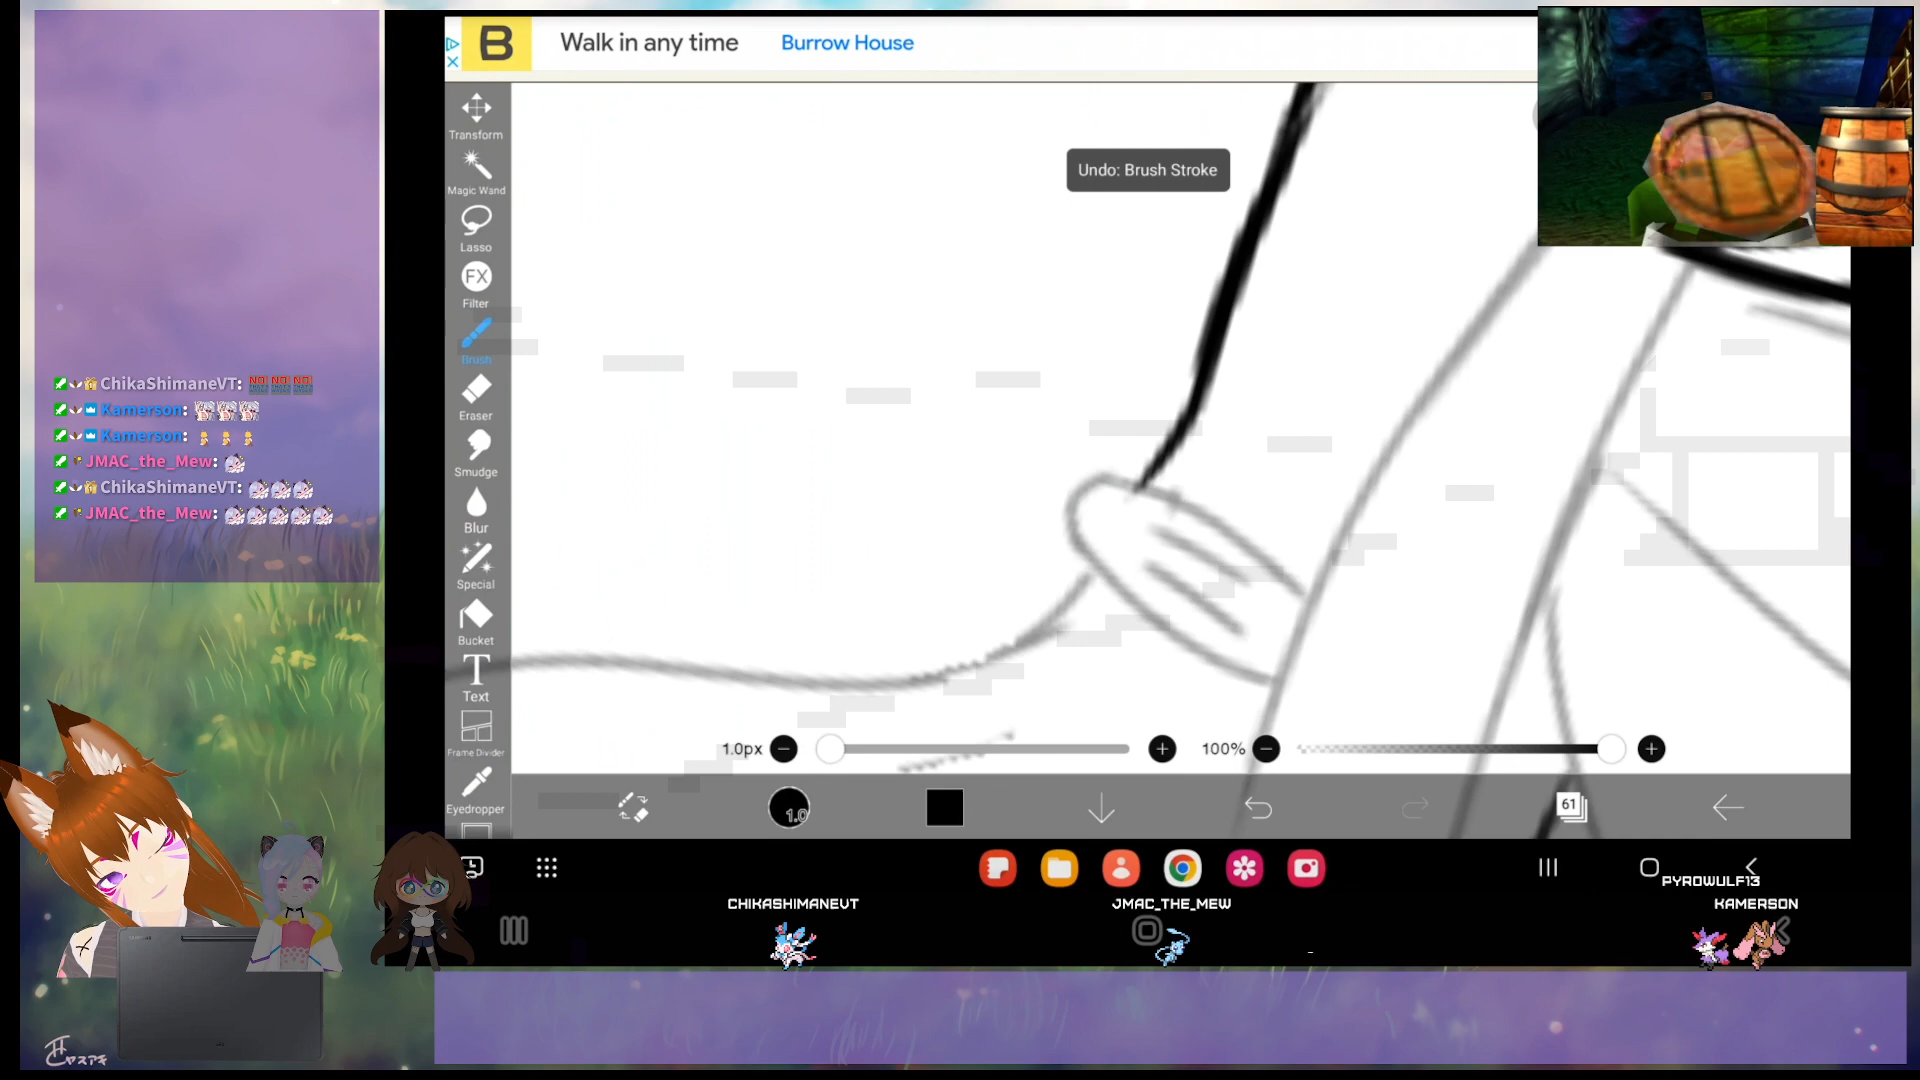 B
Walk in any time
Burrow House
Transform
Magic Wand
Lasso
FX
Filter
Brush
Eraser
Smudge
Blur
Special
Bucket
T
Text
Frame Divider
Eyedropper
Undo: Brush Stroke
1.0px
100%
1.0
61
ChikaShimaneVT:
Kamerson:
Kamerson:
JMAC_the_Mew:
ChikaShimaneVT:
JMAC_the_Mew:
CHIKASHIMANEVT
JMAC_THE_MEW
PYROWULF13
KAMERSON
SAMSUNG